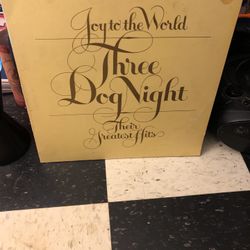 Joy to the World
Three
Dog Night
Their
Greatest Hits